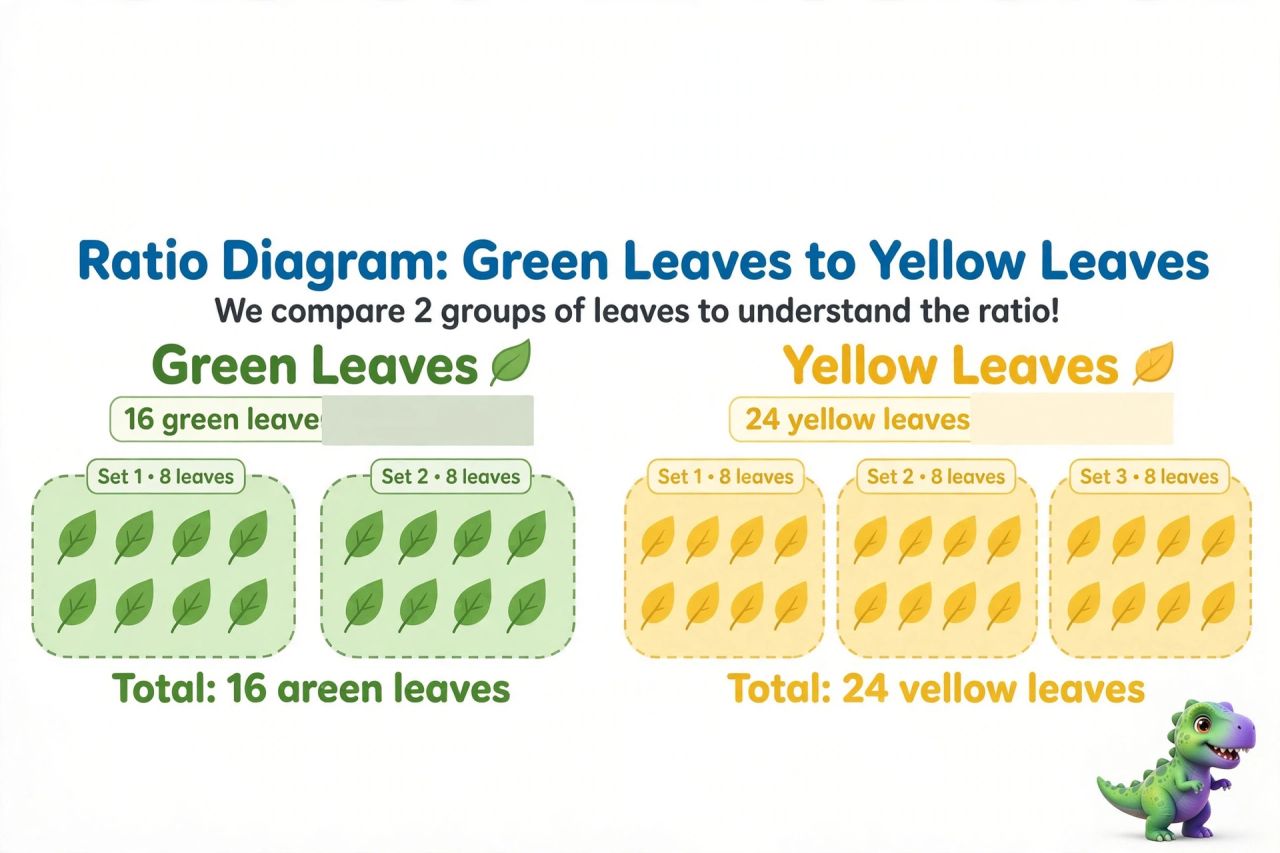 Ratio Diagram: Green Leaves to Yellow Leaves
We compare 2 groups of leaves to understand the ratio!
Green Leaves
16 green leave
Set 1 • 8 leaves
Set 2 • 8 leaves
Total: 16 areen leaves
Yellow Leaves
24 yellow leaves
Set 1 • 8 leaves
Set 2 • 8 leaves
Set 3 • 8 leaves
Total: 24 vellow leaves